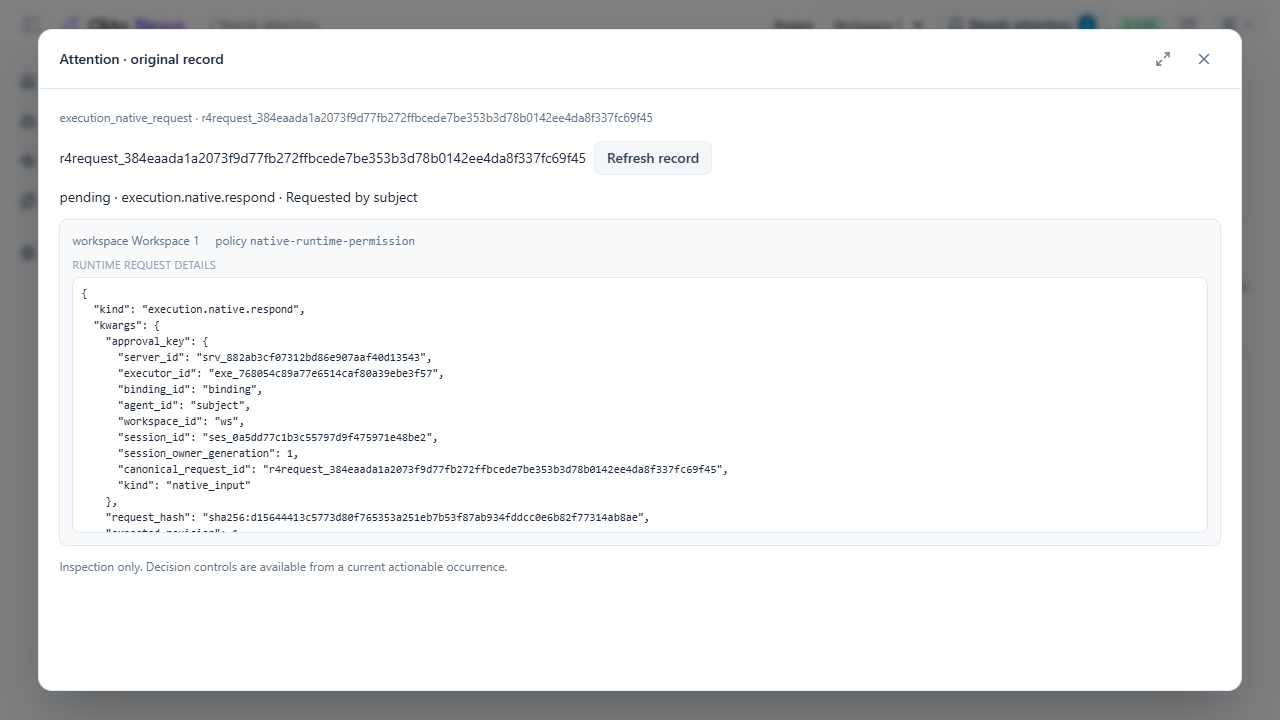 Attention · original record
execution_native_request · r4request_384eaada1a2073f9d77fb272ffbcede7be353b3d78b0142ee4da8f337fc69f45
r4request_384eaada1a2073f9d77fb272ffbcede7be353b3d78b0142ee4da8f337fc69f45 Refresh record
pending · execution.native.respond · Requested by subject
workspace Workspace 1 policy native-runtime-permission
RUNTIME REQUEST DETAILS
{
"kind": "execution.native.respond",
"kwargs": {
"approval_key": {
"server_id": "srv_882ab3cf07312bd86e907aaf40d13543",
"executor_id": "exe_768054c89a77e6514caf80a39ebe3f57",
"binding_id": "binding",
"agent_id": "subject",
"workspace_id": "ws",
"session_id": "ses_0a5dd77c1b3c55797d9f475971e48be2",
"session_owner_generation": 1,
"canonical_request_id": "r4request_384eaada1a2073f9d77fb272ffbcede7be353b3d78b0142ee4da8f337fc69f45",
"kind": "native_input"
},
"request_hash": "sha256:d15644413c5773d80f765353a251eb7b53f87ab934fddcc0e6b82f77314ab8ae",
Inspection only. Decision controls are available from a current actionable occurrence.